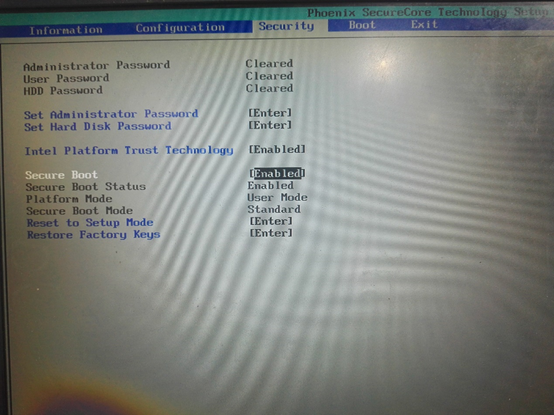 Phoenix SecureCore Technology Setup
Information Configuration Security Boot Exit
Administrator Password Cleared
User Password Cleared
HDD Password Cleared
Set Administrator Password [Enter]
Set Hard Disk Password [Enter]
Intel Platform Trust Technology [Enabled]
Secure Boot [Enabled]
Secure Boot Status Enabled
Platform Mode User Mode
Secure Boot Mode Standard
Reset to Setup Mode [Enter]
Restore Factory Keys [Enter]